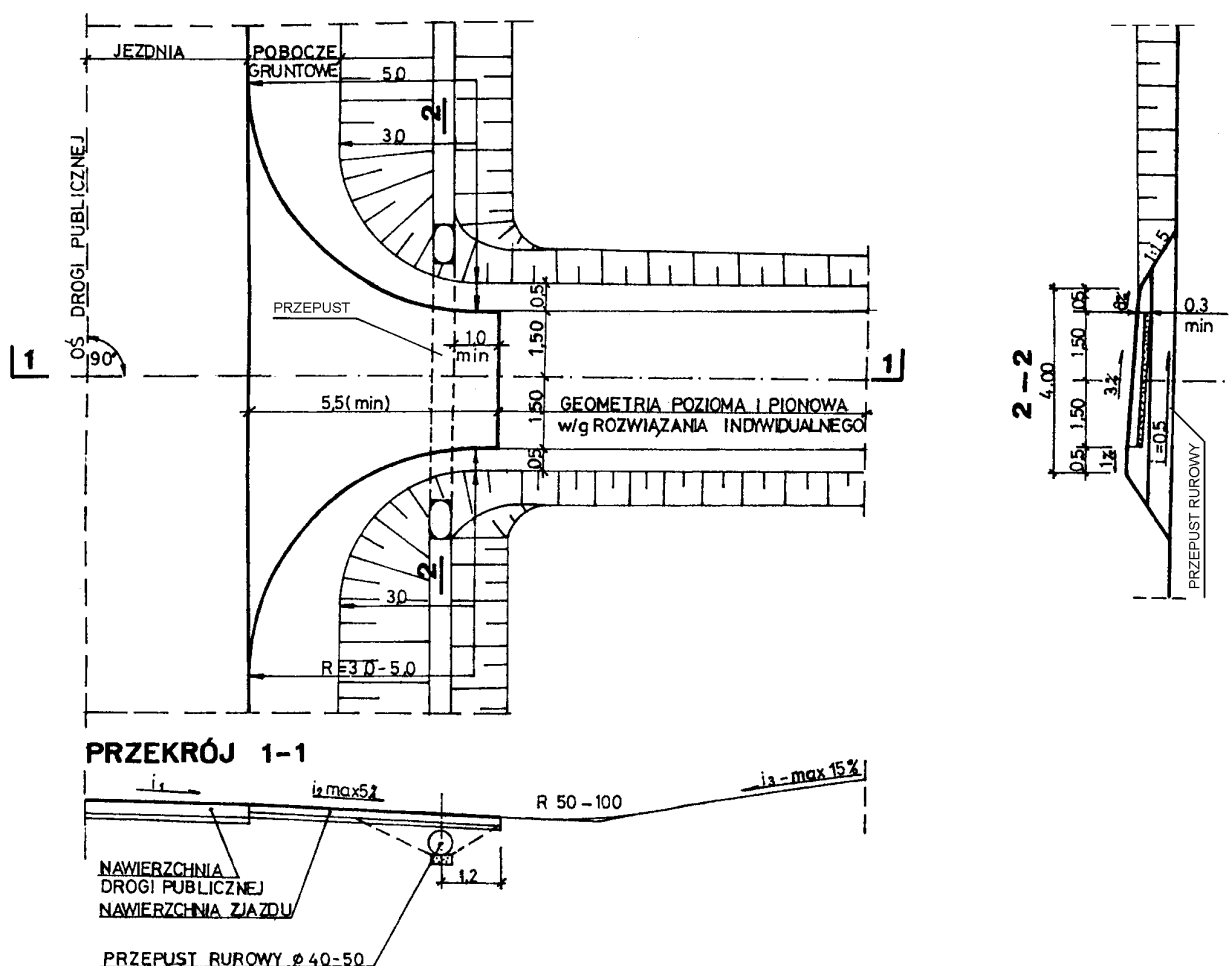 JEZDNIA
POBOCZE
GRUNTOWE
5,0
3,0
2
OŚ DROGI PUBLICZNEJ
90°
1
PRZEPUST
1,0
min
0,5
1,50
1,50
0,5
1
5,5(min)
GEOMETRIA POZIOMA I PIONOWA
w/g ROZWIĄZANIA INDYWIDUALNEGO
2
3,0
R=3,0-5,0
2-2
4,00
0,5
1,50
1,50
0,5
1:1,5
8%
3%
1%
i=0,5
0.3
min
PRZEPUST RUROWY
PRZEKRÓJ 1-1
i₁
i₂ max5%
R 50-100
i₃-max 15%
NAWIERZCHNIA
DROGI PUBLICZNEJ
NAWIERZCHNIA ZJAZDU
1,2
PRZEPUST RUROWY ø 40-50